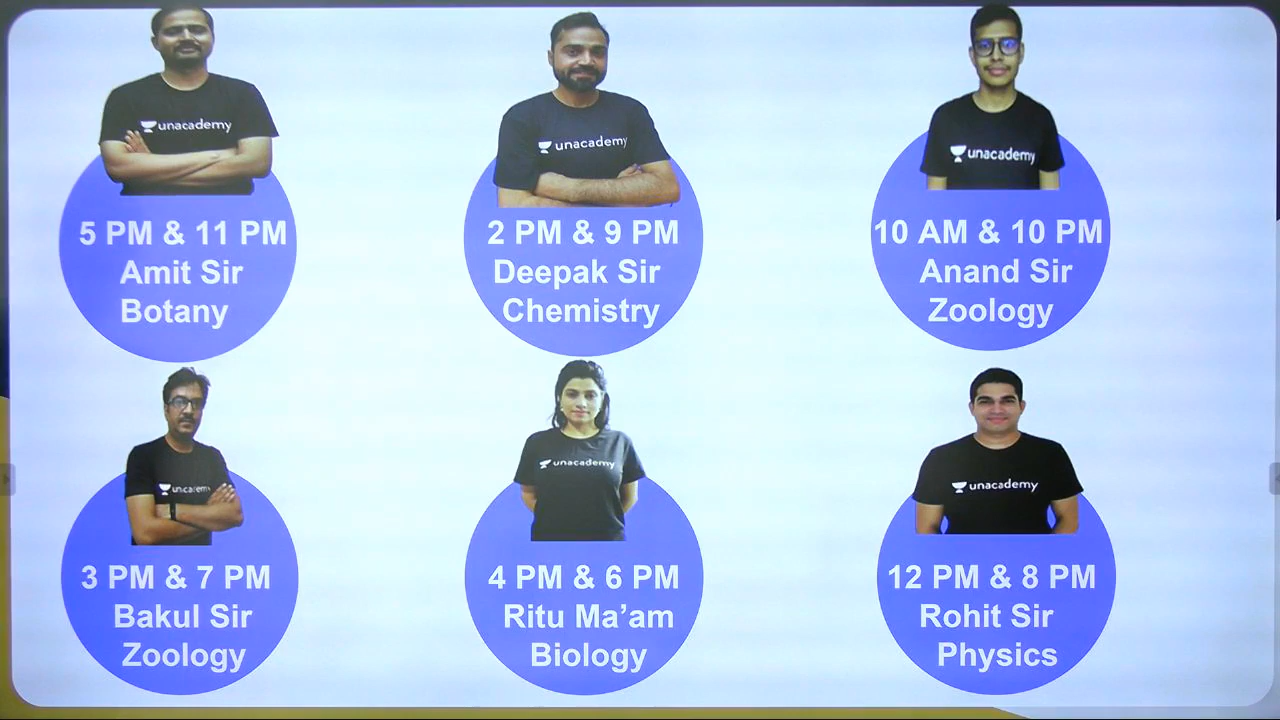 unacademy
5 PM & 11 PM
Amit Sir
Botany
unacademy
2 PM & 9 PM
Deepak Sir
Chemistry
unacademy
10 AM & 10 PM
Anand Sir
Zoology
unacademy
3 PM & 7 PM
Bakul Sir
Zoology
unacademy
4 PM & 6 PM
Ritu Ma’am
Biology
unacademy
12 PM & 8 PM
Rohit Sir
Physics